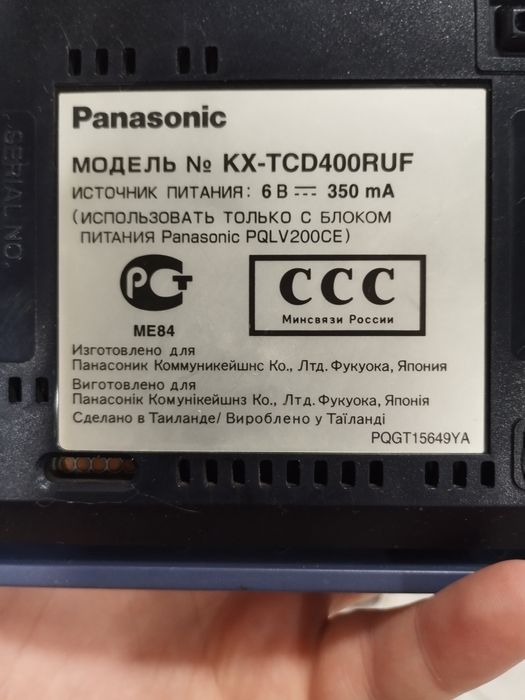 SERIAL NO.
Panasonic
МОДЕЛЬ № KX-TCD400RUF
ИСТОЧНИК ПИТАНИЯ: 6 В ⎓ 350 mA
(ИСПОЛЬЗОВАТЬ ТОЛЬКО С БЛОКОМ
ПИТАНИЯ Panasonic PQLV200CE)
РСТ
ССС
ME84
Минсвязи России
Изготовлено для
Панасоник Коммуникейшнс Ко., Лтд. Фукуока, Япония
Виготовлено для
Панасонік Комунікейшнз Ко., Лтд. Фукуока, Японія
Сделано в Таиланде/ Вироблено у Таїланді
PQGT15649YA